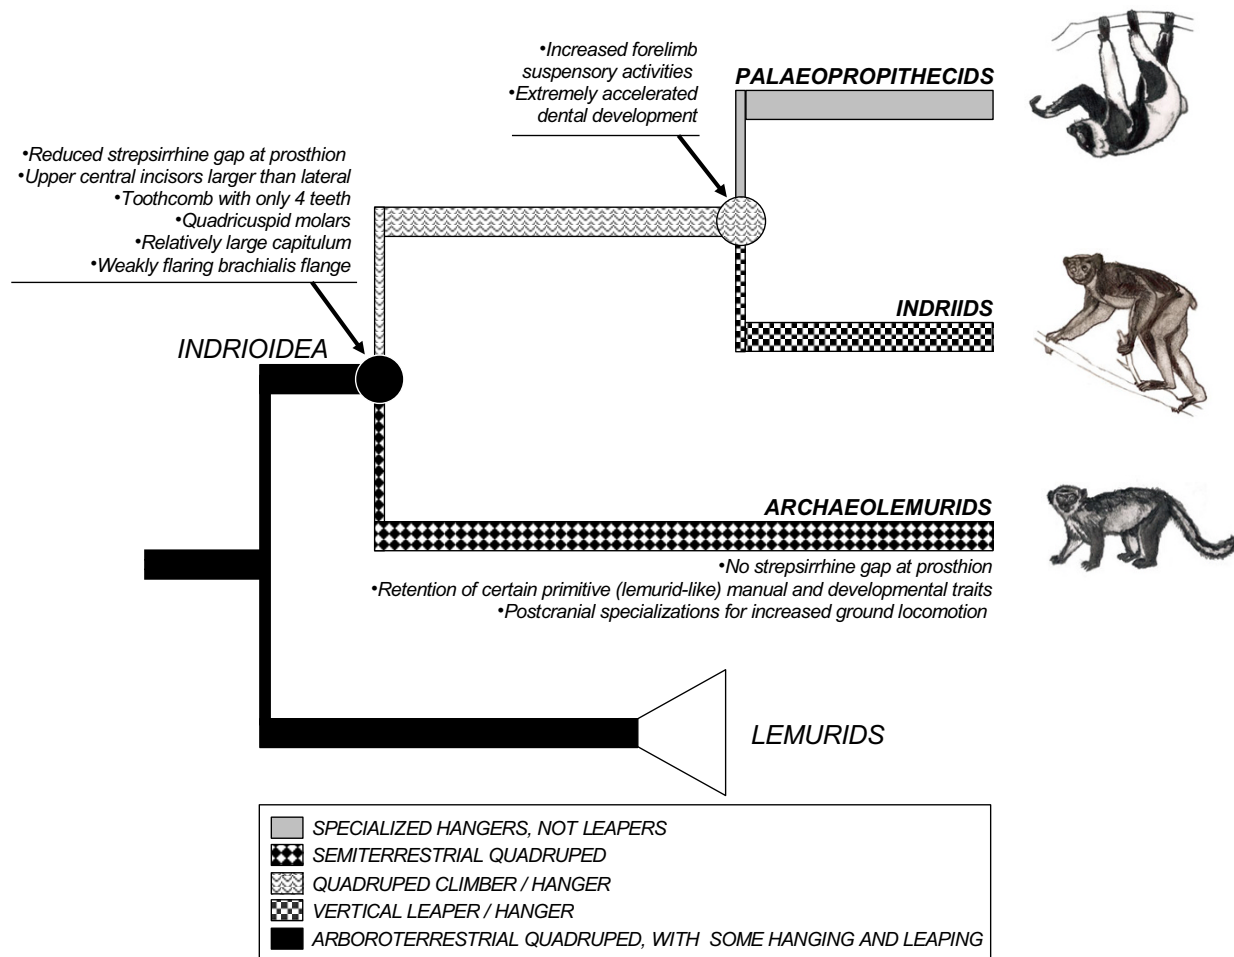 •Increased forelimb
suspensory activities
•Extremely accelerated
dental development
PALAEOPROPITHECIDS
•Reduced strepsirrhine gap at prosthion
•Upper central incisors larger than lateral
•Toothcomb with only 4 teeth
•Quadricuspid molars
•Relatively large capitulum
•Weakly flaring brachialis flange
INDRIIDS
INDRIOIDEA
ARCHAEOLEMURIDS
•No strepsirrhine gap at prosthion
•Retention of certain primitive (lemurid-like) manual and developmental traits
•Postcranial specializations for increased ground locomotion
LEMURIDS
SPECIALIZED HANGERS, NOT LEAPERS
SEMITERRESTRIAL QUADRUPED
QUADRUPED CLIMBER / HANGER
VERTICAL LEAPER / HANGER
ARBOROTERRESTRIAL QUADRUPED, WITH SOME HANGING AND LEAPING